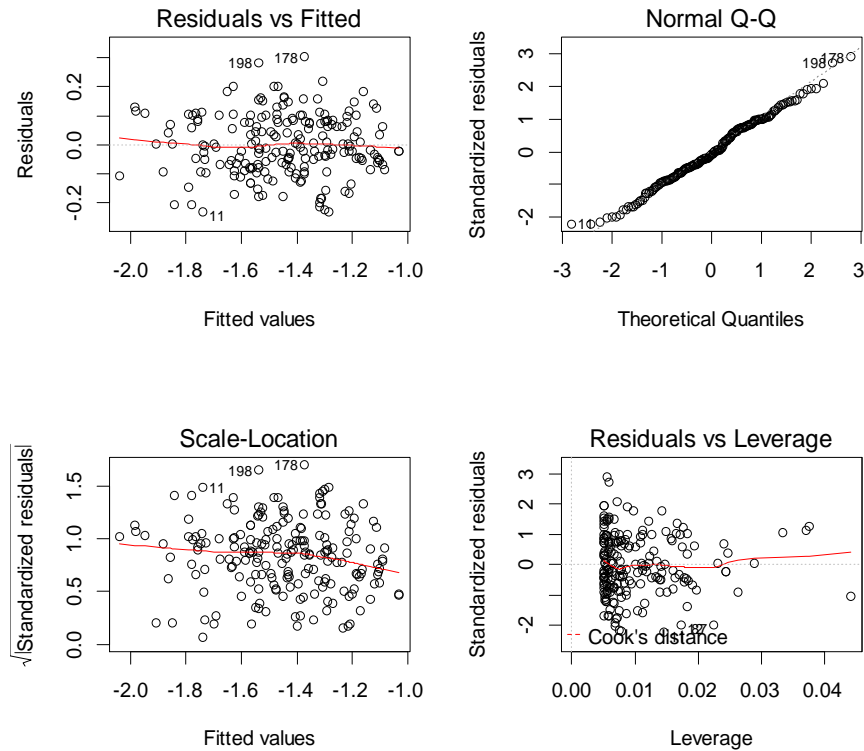 Residuals vs Fitted
Residuals
-0.2 0.0 0.2
198 178
11
-2.0 -1.8 -1.6 -1.4 -1.2 -1.0
Fitted values
Normal Q-Q
Standardized residuals
-2 0 1 2 3
198 178
11
-3 -2 -1 0 1 2 3
Theoretical Quantiles
Scale-Location
√|Standardized residuals|
0.0 0.5 1.0 1.5
198 178
11
-2.0 -1.8 -1.6 -1.4 -1.2 -1.0
Fitted values
Residuals vs Leverage
Standardized residuals
-2 0 1 2 3
Cook's distance
0.00 0.01 0.02 0.03 0.04
Leverage